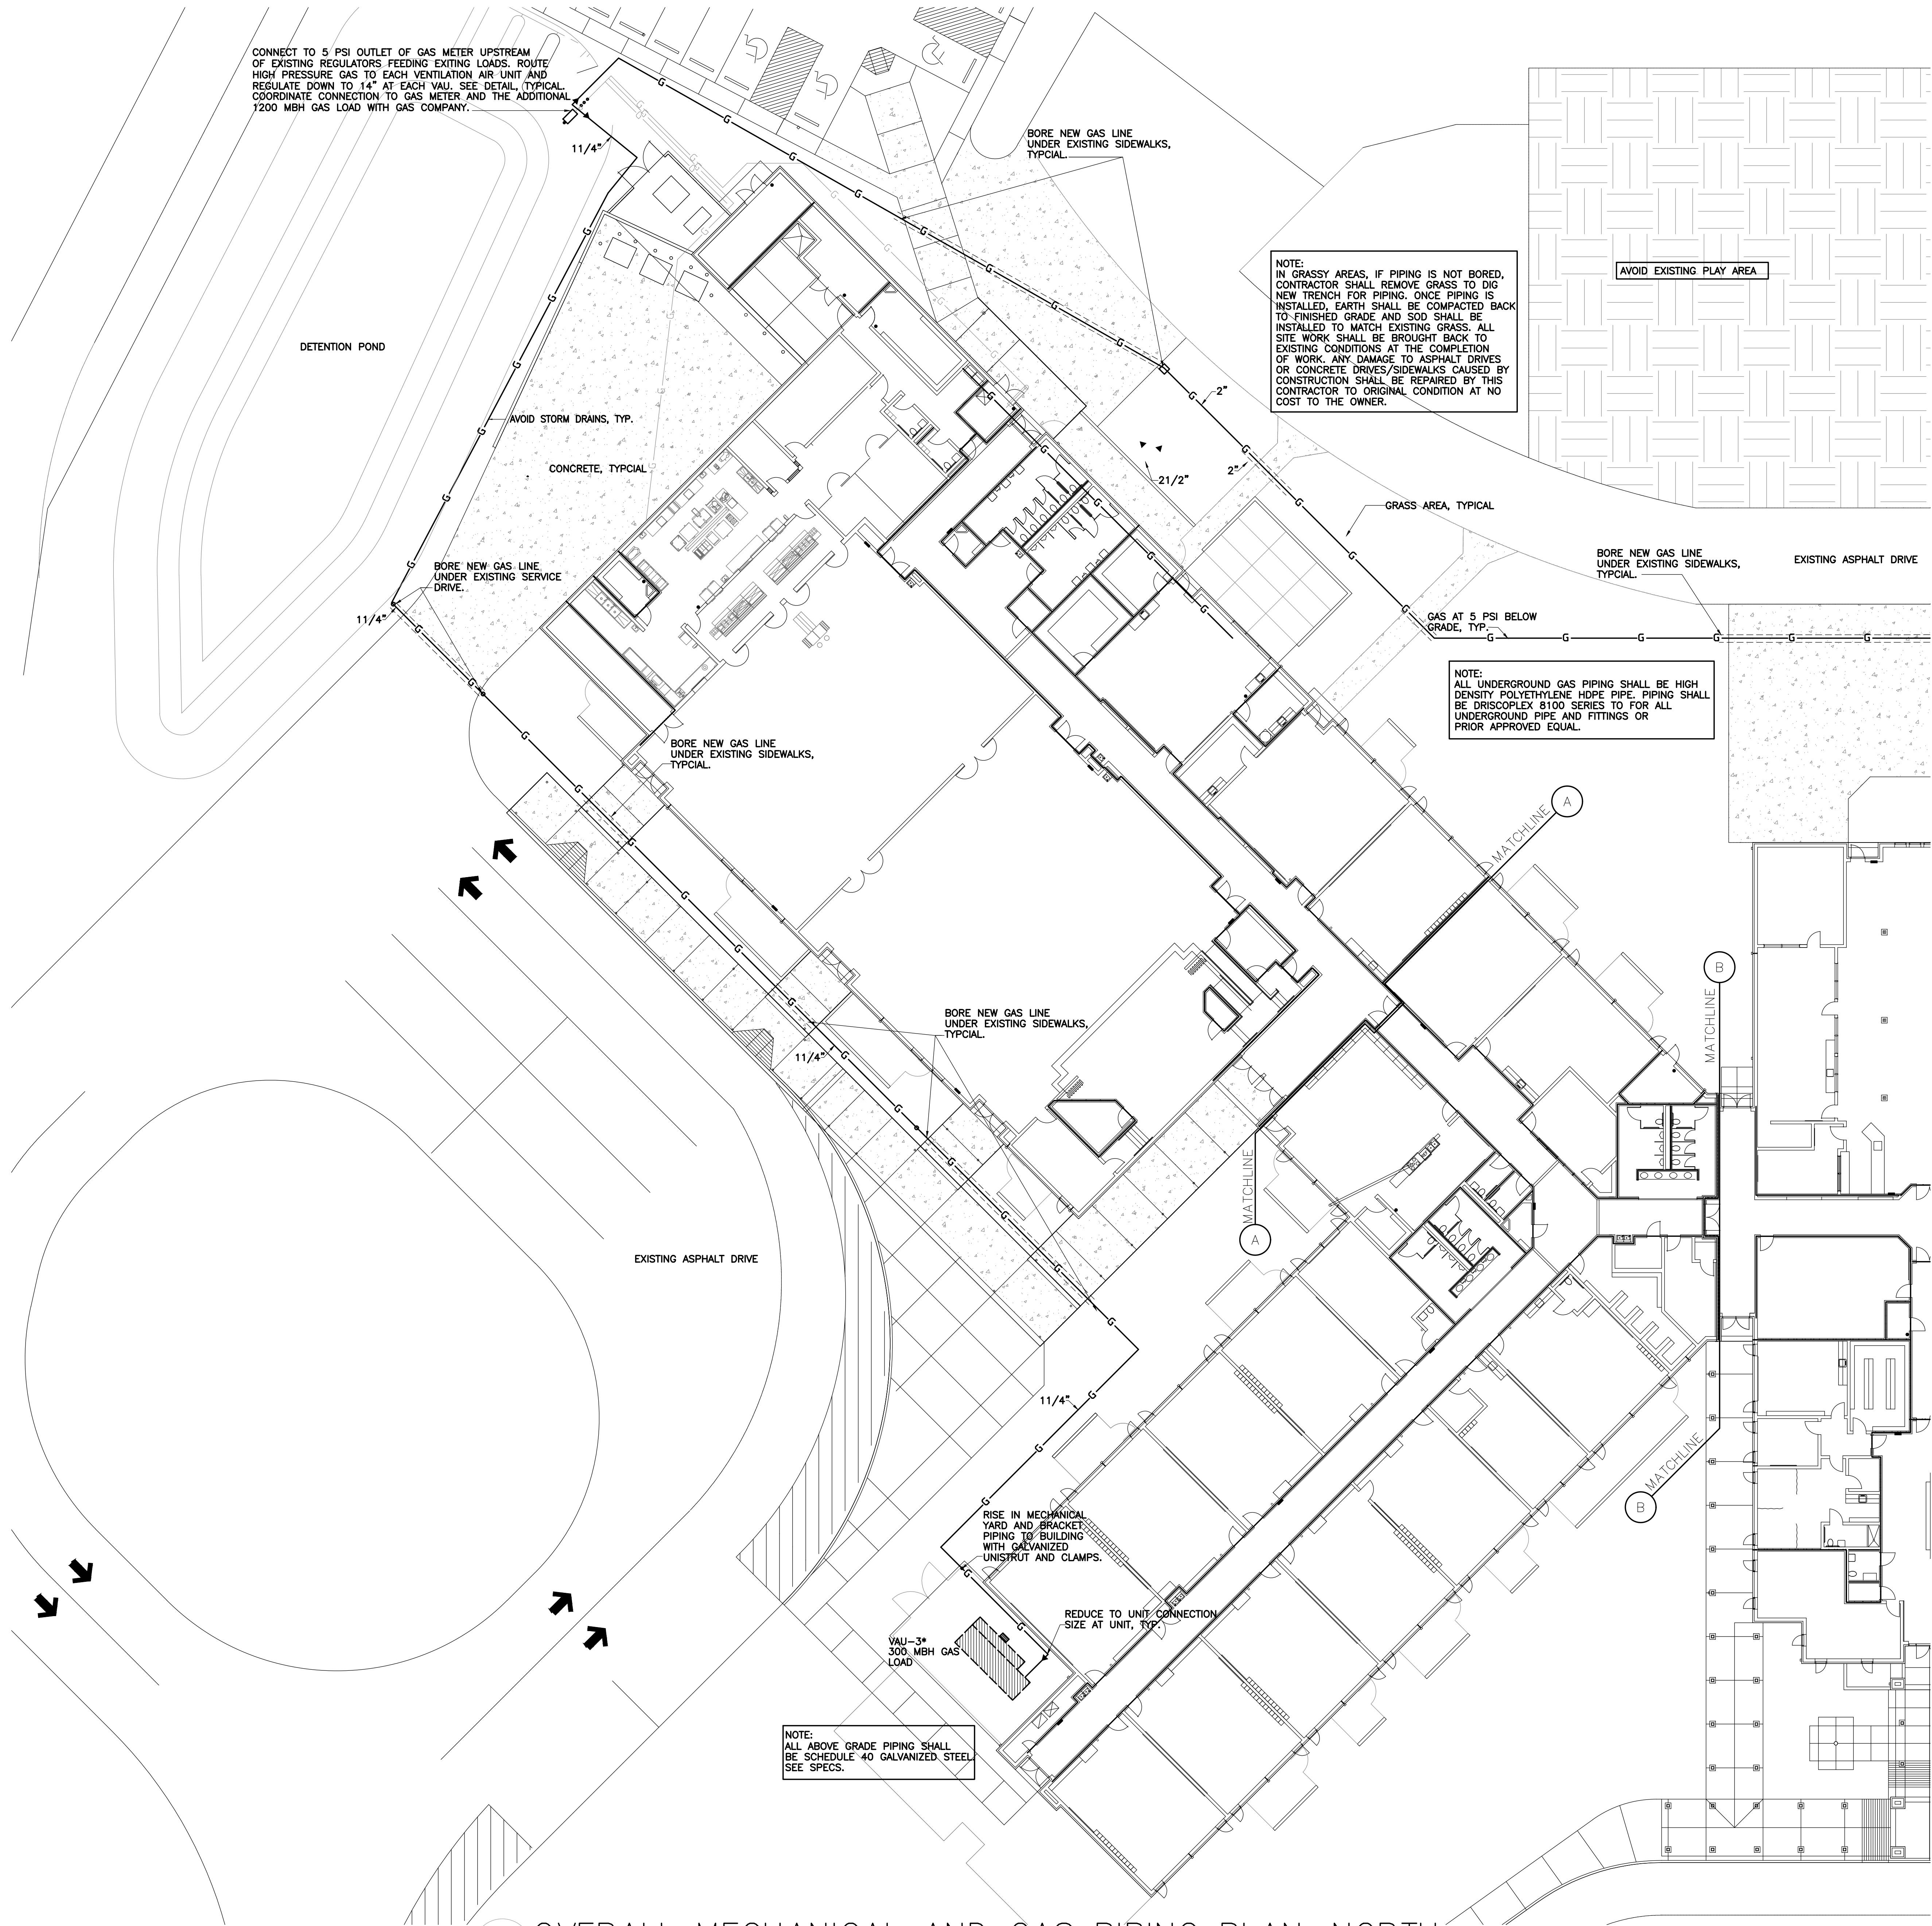 CONNECT TO 5 PSI OUTLET OF GAS METER UPSTREAM
OF EXISTING REGULATORS FEEDING EXITING LOADS. ROUTE
HIGH PRESSURE GAS TO EACH VENTILATION AIR UNIT AND
REGULATE DOWN TO 14" AT EACH VAU. SEE DETAIL, TYPICAL.
COORDINATE CONNECTION TO GAS METER AND THE ADDITIONAL
1200 MBH GAS LOAD WITH GAS COMPANY.
11/4"
BORE NEW GAS LINE
UNDER EXISTING SIDEWALKS,
TYPCIAL.
NOTE:
IN GRASSY AREAS, IF PIPING IS NOT BORED,
CONTRACTOR SHALL REMOVE GRASS TO DIG
NEW TRENCH FOR PIPING. ONCE PIPING IS
INSTALLED, EARTH SHALL BE COMPACTED BACK
TO FINISHED GRADE AND SOD SHALL BE
INSTALLED TO MATCH EXISTING GRASS. ALL
SITE WORK SHALL BE BROUGHT BACK TO
EXISTING CONDITIONS AT THE COMPLETION
OF WORK. ANY DAMAGE TO ASPHALT DRIVES
OR CONCRETE DRIVES/SIDEWALKS CAUSED BY
CONSTRUCTION SHALL BE REPAIRED BY THIS
CONTRACTOR TO ORIGINAL CONDITION AT NO
COST TO THE OWNER.
AVOID EXISTING PLAY AREA
DETENTION POND
AVOID STORM DRAINS, TYP.
CONCRETE, TYPCIAL
2"
2"
21/2"
GRASS AREA, TYPICAL
BORE NEW GAS LINE
UNDER EXISTING SERVICE
DRIVE.
11/4"
BORE NEW GAS LINE
UNDER EXISTING SIDEWALKS,
TYPCIAL.
EXISTING ASPHALT DRIVE
GAS AT 5 PSI BELOW
GRADE, TYP.
NOTE:
ALL UNDERGROUND GAS PIPING SHALL BE HIGH
DENSITY POLYETHYLENE HDPE PIPE. PIPING SHALL
BE DRISCOPLEX 8100 SERIES TO FOR ALL
UNDERGROUND PIPE AND FITTINGS OR
PRIOR APPROVED EQUAL.
BORE NEW GAS LINE
UNDER EXISTING SIDEWALKS,
TYPCIAL.
MATCHLINE
A
B
MATCHLINE
BORE NEW GAS LINE
UNDER EXISTING SIDEWALKS,
TYPCIAL.
11/4"
MATCHLINE
A
EXISTING ASPHALT DRIVE
11/4"
MATCHLINE
B
RISE IN MECHANICAL
YARD AND BRACKET
PIPING TO BUILDING
WITH GALVANIZED
UNISTRUT AND CLAMPS.
REDUCE TO UNIT CONNECTION
SIZE AT UNIT, TYP.
VAU-3*
300 MBH GAS
LOAD
NOTE:
ALL ABOVE GRADE PIPING SHALL
BE SCHEDULE 40 GALVANIZED STEEL.
SEE SPECS.
OVERALL MECHANICAL AND GAS PIPING PLAN NORTH